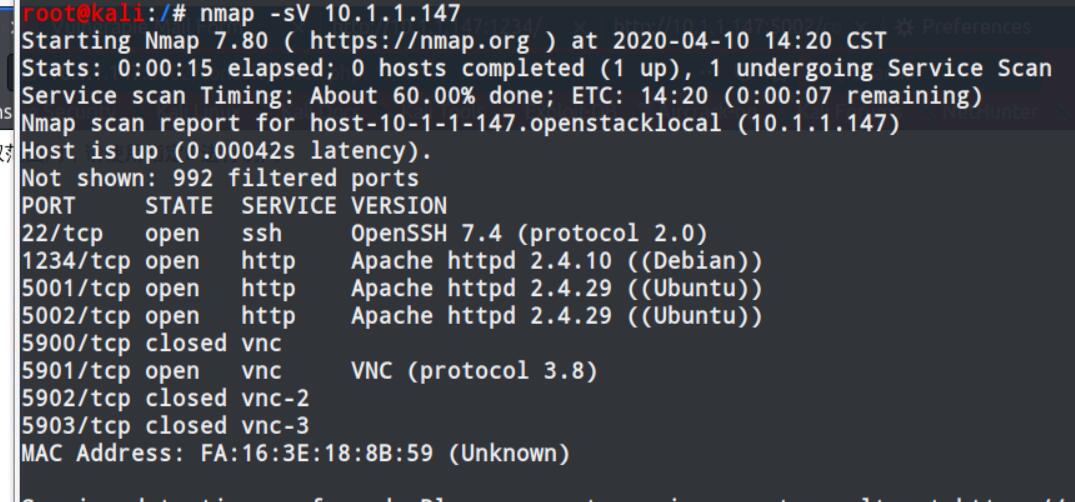 root@kali:/# nmap -sV 10.1.1.147
Starting Nmap 7.80 ( https://nmap.org ) at 2020-04-10 14:20 CST
Stats: 0:00:15 elapsed; 0 hosts completed (1 up), 1 undergoing Service Scan
Service scan Timing: About 60.00% done; ETC: 14:20 (0:00:07 remaining)
Nmap scan report for host-10-1-1-147.openstacklocal (10.1.1.147)
Host is up (0.00042s latency).
Not shown: 992 filtered ports
PORT     STATE  SERVICE VERSION
22/tcp   open   ssh     OpenSSH 7.4 (protocol 2.0)
1234/tcp open   http    Apache httpd 2.4.10 ((Debian))
5001/tcp open   http    Apache httpd 2.4.29 ((Ubuntu))
5002/tcp open   http    Apache httpd 2.4.29 ((Ubuntu))
5900/tcp closed vnc
5901/tcp open   vnc     VNC (protocol 3.8)
5902/tcp closed vnc-2
5903/tcp closed vnc-3
MAC Address: FA:16:3E:18:8B:59 (Unknown)